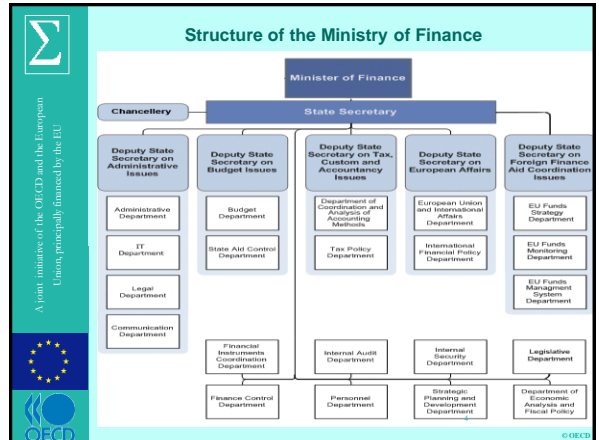 Structure of the Ministry of Finance
A joint initiative of the OECD and the European
Union, principally financed by the EU
Minister of Finance
Chancellery
State Secretary
Deputy State
Secretary on
Administrative
Issues
Deputy State
Secretary on
Budget Issues
Deputy State
Secretary on Tax,
Custom and
Accountancy
Issues
Deputy State
Secretary on
European Affairs
Deputy State
Secretary on
Foreign Finance
Aid Coordination
Issues
Administrative
Department
Budget
Department
Department of
Coordination and
Analysis of
Accounting
Methods
European Union
and International
Affairs
Department
EU Funds
Strategy
Department
IT
Department
State Aid Control
Department
Tax Policy
Department
International
Financial Policy
Department
EU Funds
Monitoring
Department
Legal
Department
EU Funds
Managment
System
Department
Communication
Department
Financial
Instruments
Coordination
Department
Internal Audit
Department
Internal
Security
Department
Legislative
Department
Finance Control
Department
Personnel
Department
Strategic
Planning and
Development
Department
4
Department of
Economic
Analysis and
Fiscal Policy
OECD
© OECD